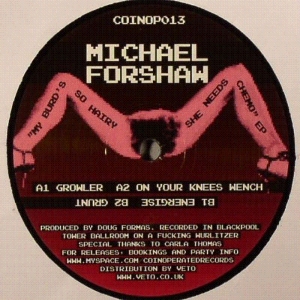 COINOP013
MICHAEL
FORSHAW
"MY BURD'S SO HAIRY SHE NEEDS CHEMO" EP
A1 GROWLER A2 ON YOUR KNEES WENCH
B1 ENERGISE B2 GRUNT
PRODUCED BY DOUG FORMAS. RECORDED IN BLACKPOOL
TOWER BALLROOM ON A FUCKING WURLITZER
SPECIAL THANKS TO CARLA THOMAS
FOR RELEASES, BOOKINGS AND PARTY INFO
WWW.MYSPACE.COM COINOPERATEDRECORDS
DISTRIBUTION BY VETO
WWW.VETO.CO.UK